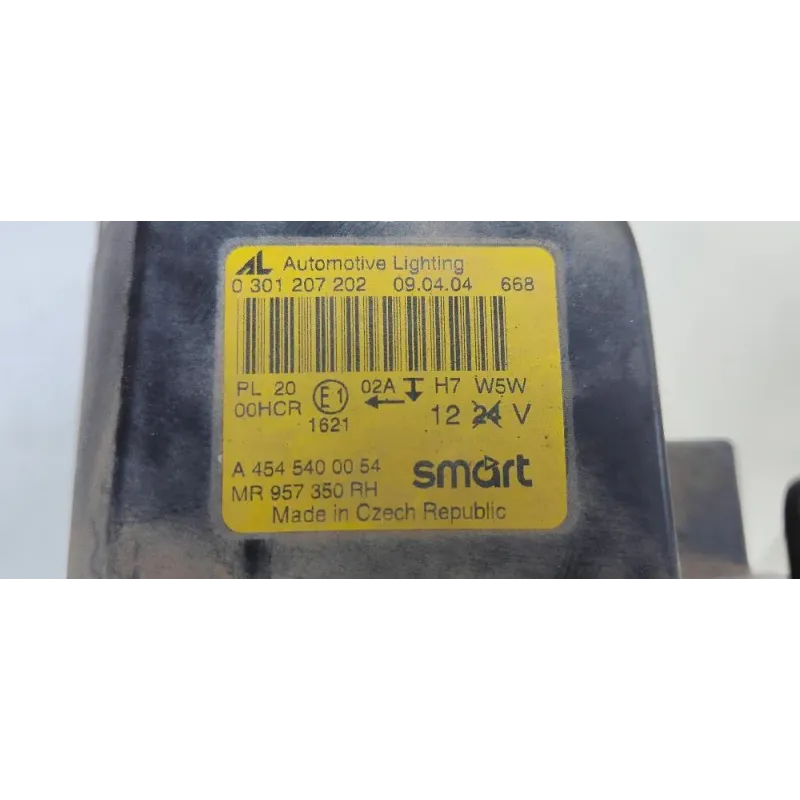 AL Automotive Lighting
0 301 207 202 09.04.04 668
PL 20 E1 02A H7 W5W
00HCR 1621 12 24 V
A 454 540 00 54 smart
MR 957 350 RH
Made in Czech Republic